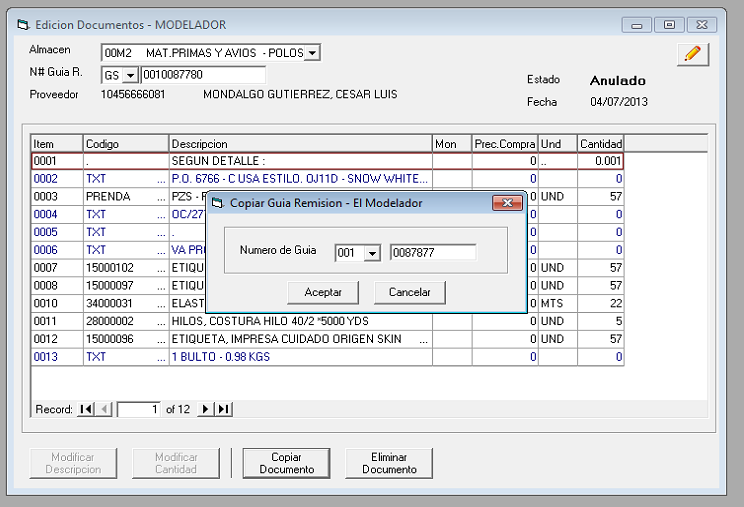 Edicion Documentos - MODELADOR
Almacen 00M2 MAT.PRIMAS Y AVIOS - POLOS
N# Guia R. GS 0010087780
Proveedor 10456666081 MONDALGO GUTIERREZ, CESAR LUIS
Estado Anulado
Fecha 04/07/2013
Item Codigo Descripcion Mon Prec.Compra Und Cantidad
0001 . SEGUN DETALLE : 0 .. 0.001
0002 TXT ... P.O. 6766 - C USA ESTILO. OJ11D - SNOW WHITE... 0 0
0003 PRENDA ... PZS - 0 UND 57
0004 TXT ... OC/27 0 0
0005 TXT ... . 0 0
0006 TXT ... VA 0 0
0007 15000102 ... ETIQU 0 UND 57
0008 15000097 ... ETIQU 0 UND 57
0010 34000031 ... ELAST 0 MTS 22
0011 28000002 ... HILOS, COSTURA HILO 40/2 *5000 YDS 0 UND 5
0012 15000096 ... ETIQUETA, IMPRESA CUIDADO ORIGEN SKIN ... 0 UND 57
0013 TXT ... 1 BULTO - 0.98 KGS 0 0
Copiar Guia Remision - El Modelador
Numero de Guia 001 0087877
Aceptar Cancelar
Record: 1 of 12
Modificar Descripcion
Modificar Cantidad
Copiar Documento
Eliminar Documento